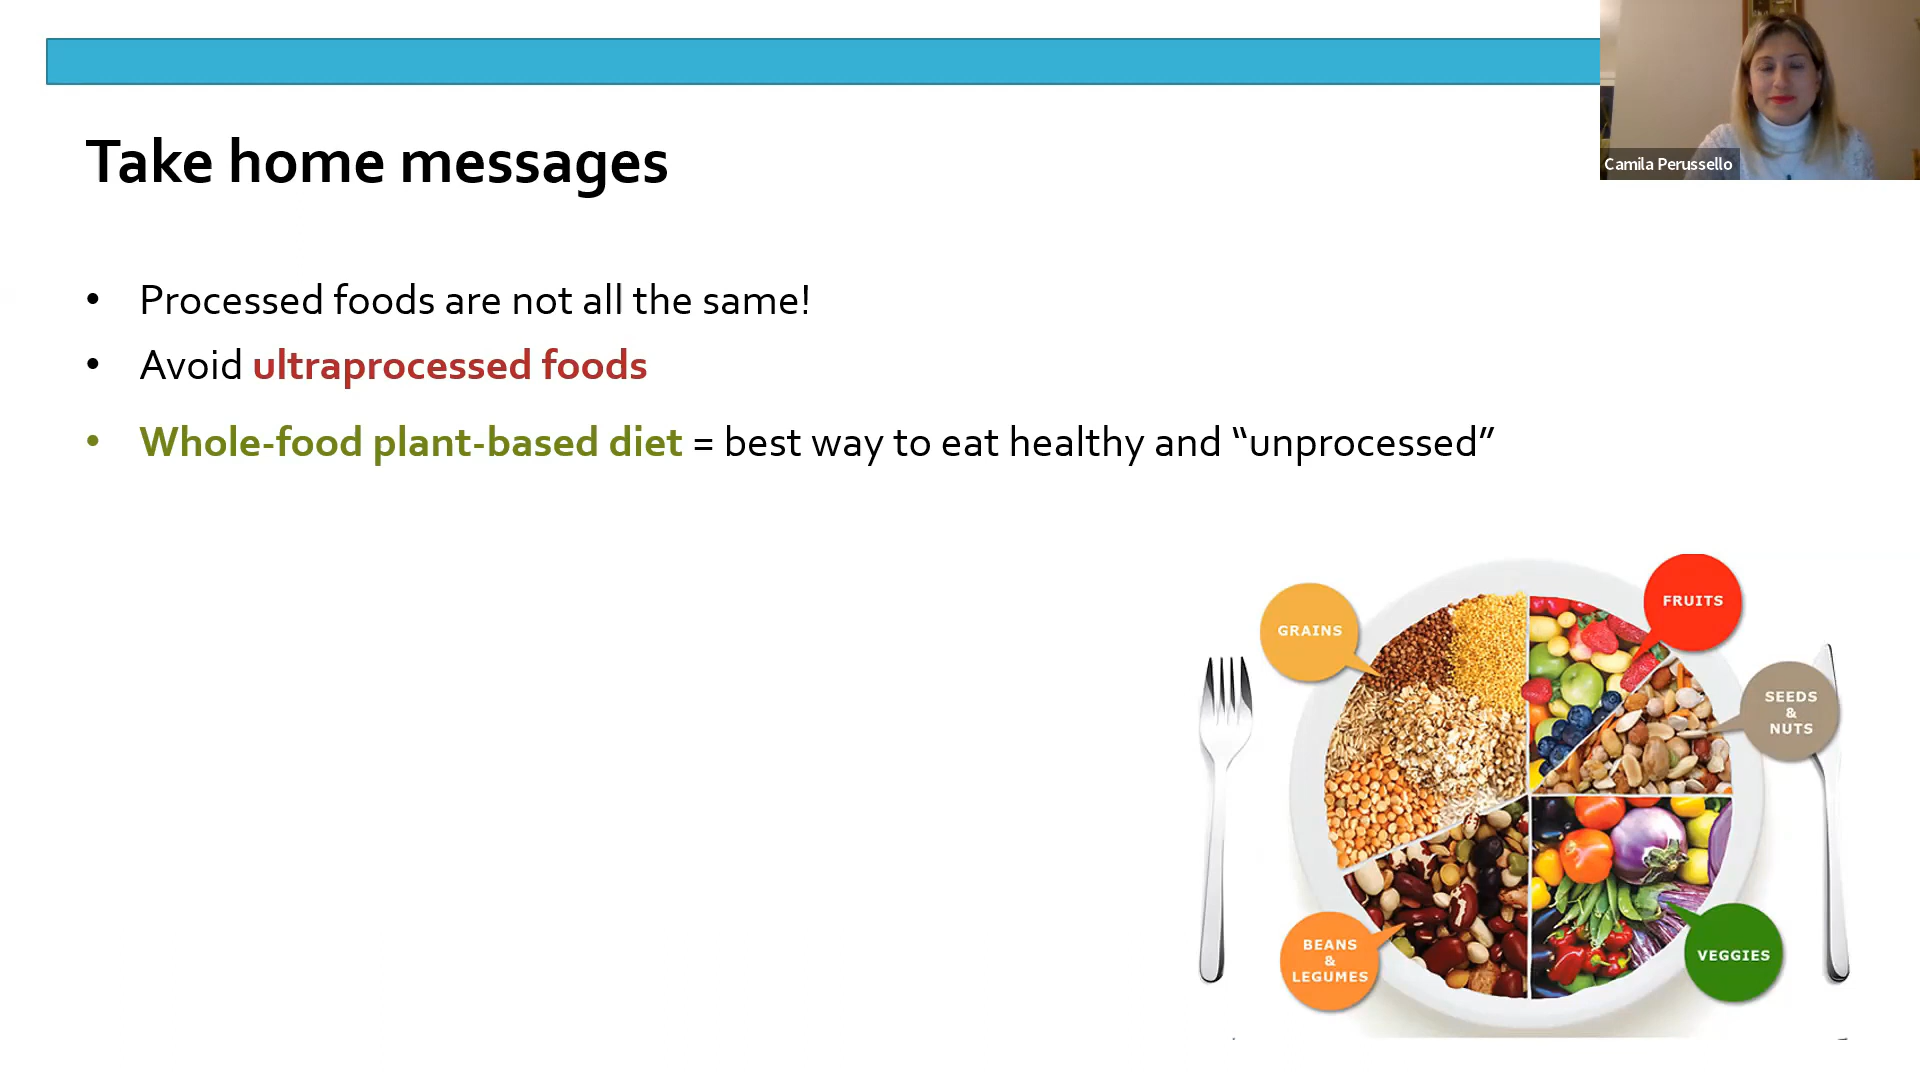 Camila Perussello
Take home messages
• Processed foods are not all the same!
• Avoid ultraprocessed foods
• Whole-food plant-based diet = best way to eat healthy and “unprocessed”
FRUITS
GRAINS
SEEDS
&
NUTS
BEANS
&
LEGUMES
VEGGIES